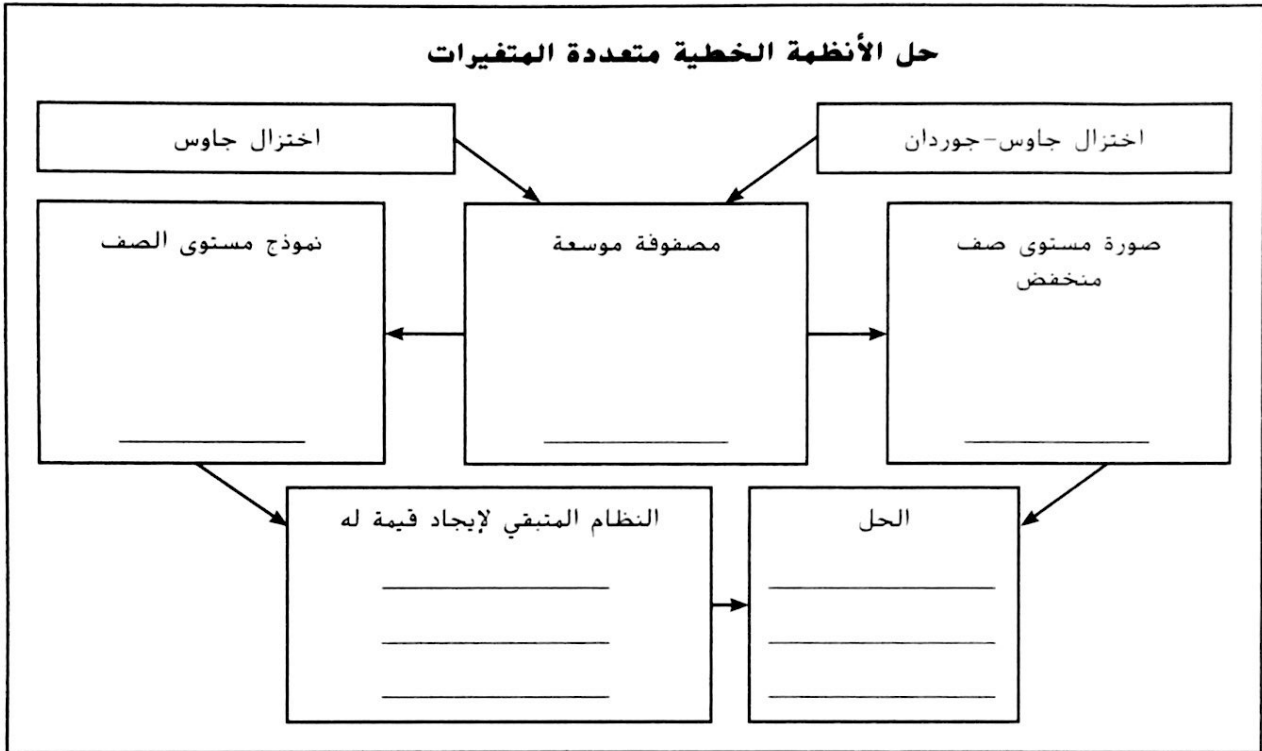 حل الأنظمة الخطية متعددة المتغيرات
اختزال جاوس-جوردان
اختزال جاوس
صورة مستوى صف
منخفض
مصفوفة موسعة
نموذج مستوى الصف
الحل
النظام المتبقي لإيجاد قيمة له